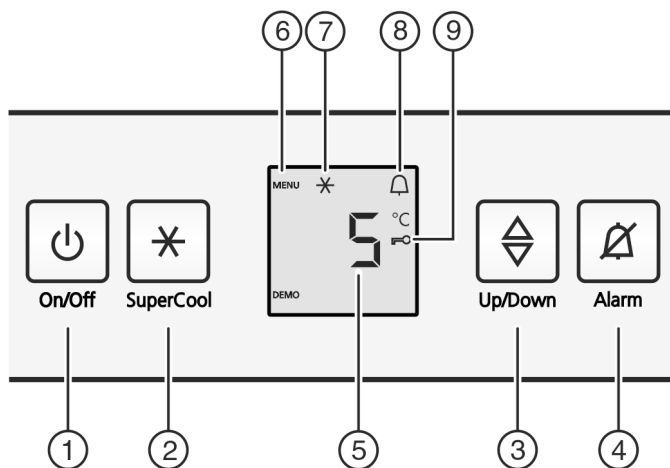 6 7 8 9
MENU
°C
5
DEMO
On/Off SuperCool Up/Down Alarm
1 2 5 3 4